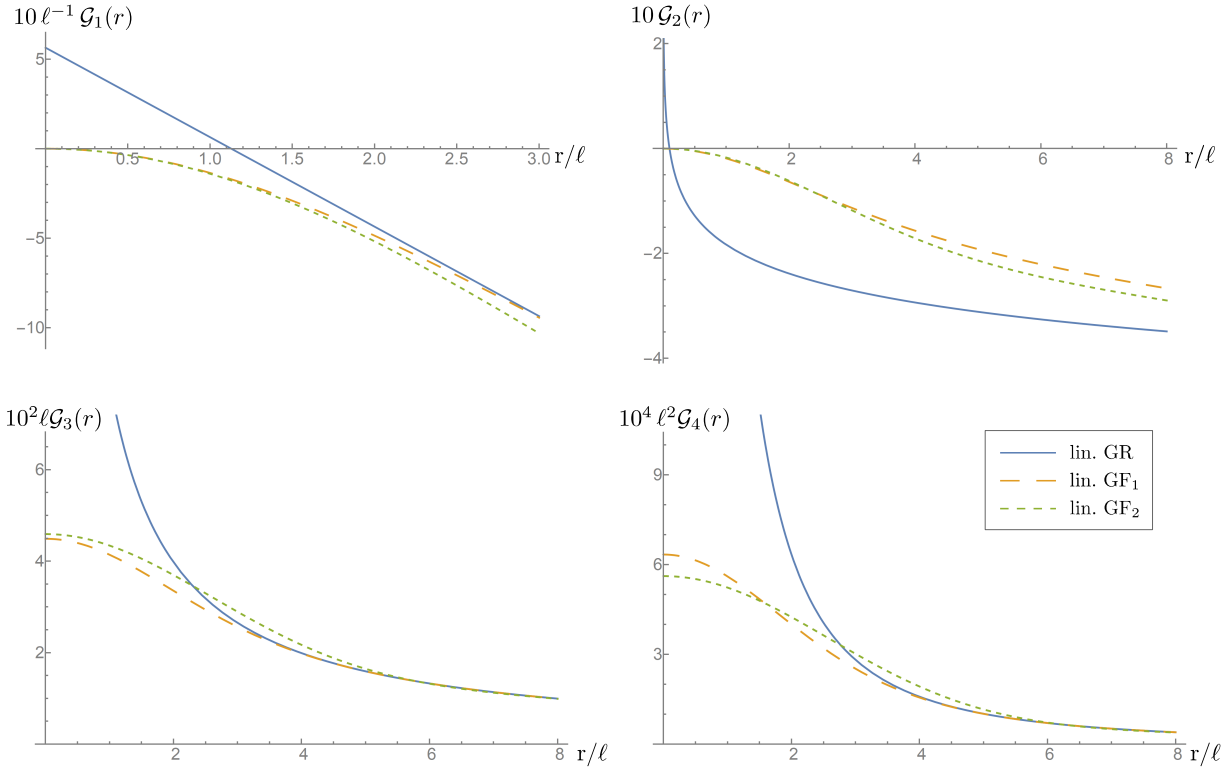 10 ℓ⁻¹ 𝒢₁(r)
5
0.5 1.0 1.5 2.0 2.5 3.0 r/ℓ
−5
−10
10 𝒢₂(r)
2
2 4 6 8 r/ℓ
−2
−4
10²ℓ𝒢₃(r)
6
4
2
2 4 6 8 r/ℓ
10⁴ ℓ²𝒢₄(r)
9
6
3
2 4 6 8 r/ℓ
lin. GR
lin. GF₁
lin. GF₂